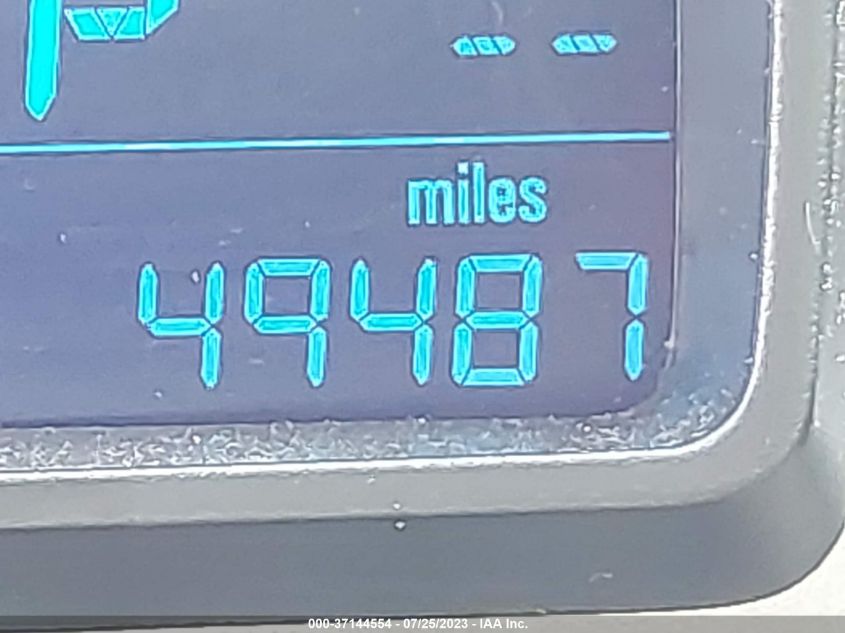 P -- --
miles
49487
000-37144554 - 07/25/2023 - IAA Inc.